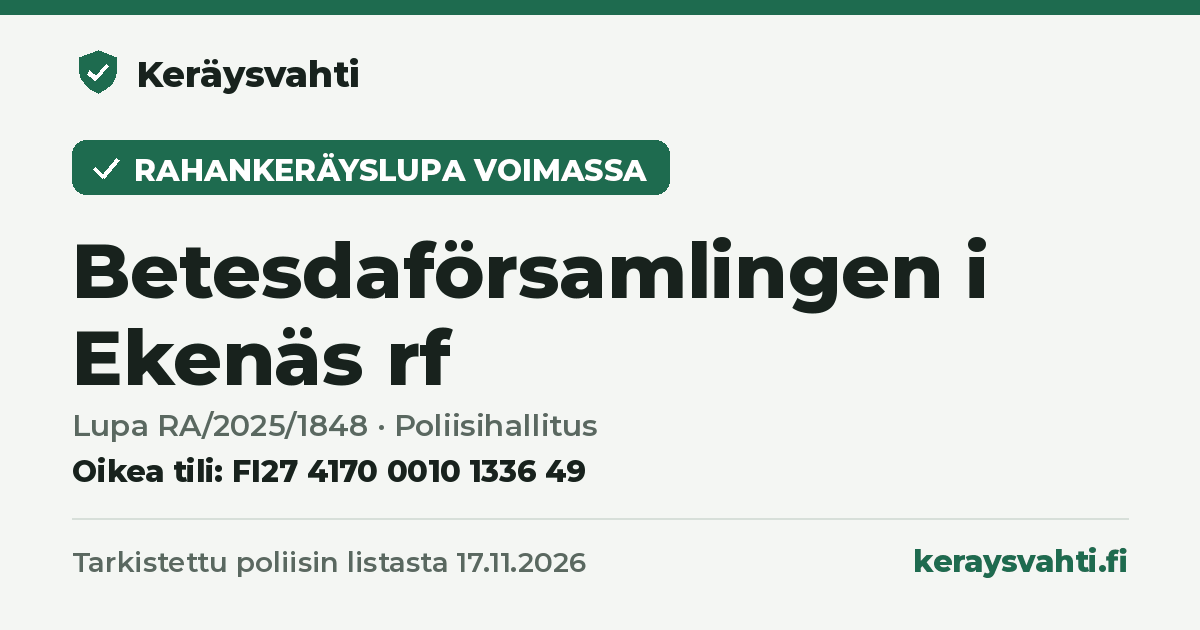 Keräysvahti
RAHANKERÄYSLUPA VOIMASSA
Betesdaförsamlingen i
Ekenäs rf
Lupa RA/2025/1848 · Poliisihallitus
Oikea tili: FI27 4170 0010 1336 49
Tarkistettu poliisin listasta 17.11.2026
keraysvahti.fi